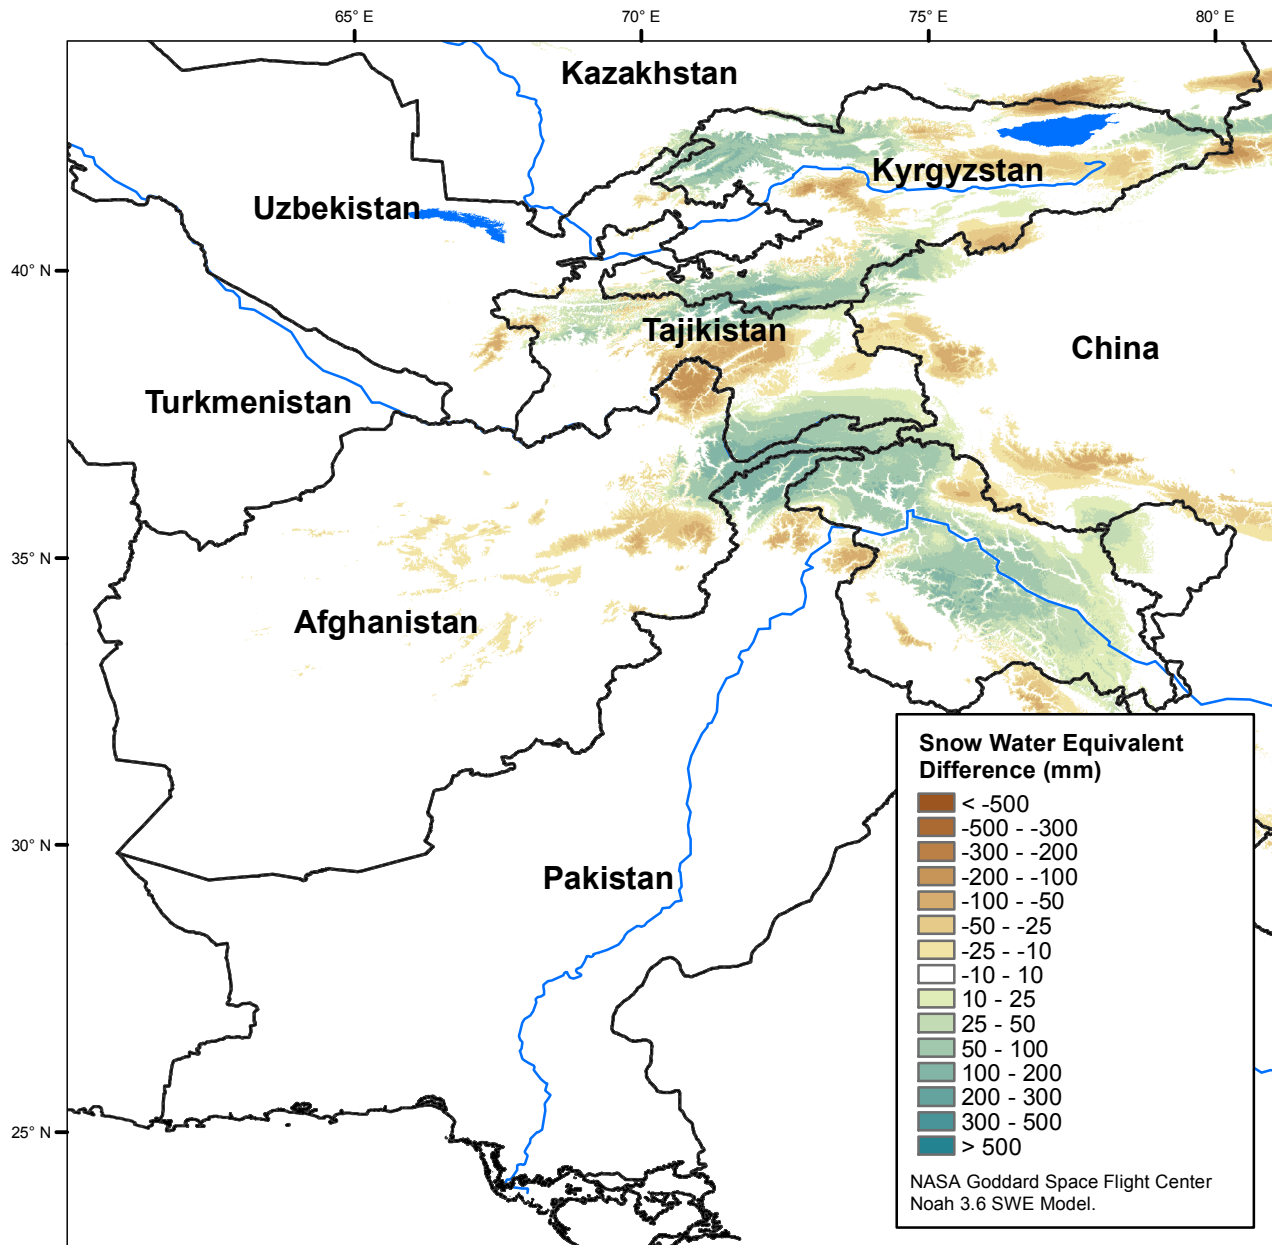 65° E
70° E
75° E
80° E
Kazakhstan
Kyrgyzstan
Uzbekistan
40° N
Tajikistan
China
Turkmenistan
35° N
Afghanistan
Snow Water Equivalent
Difference (mm)
< -500
-500 - -300
-300 - -200
-200 - -100
-100 - -50
-50 - -25
-25 - -10
-10 - 10
10 - 25
25 - 50
50 - 100
100 - 200
200 - 300
300 - 500
> 500
30° N
Pakistan
25° N
NASA Goddard Space Flight Center
Noah 3.6 SWE Model.